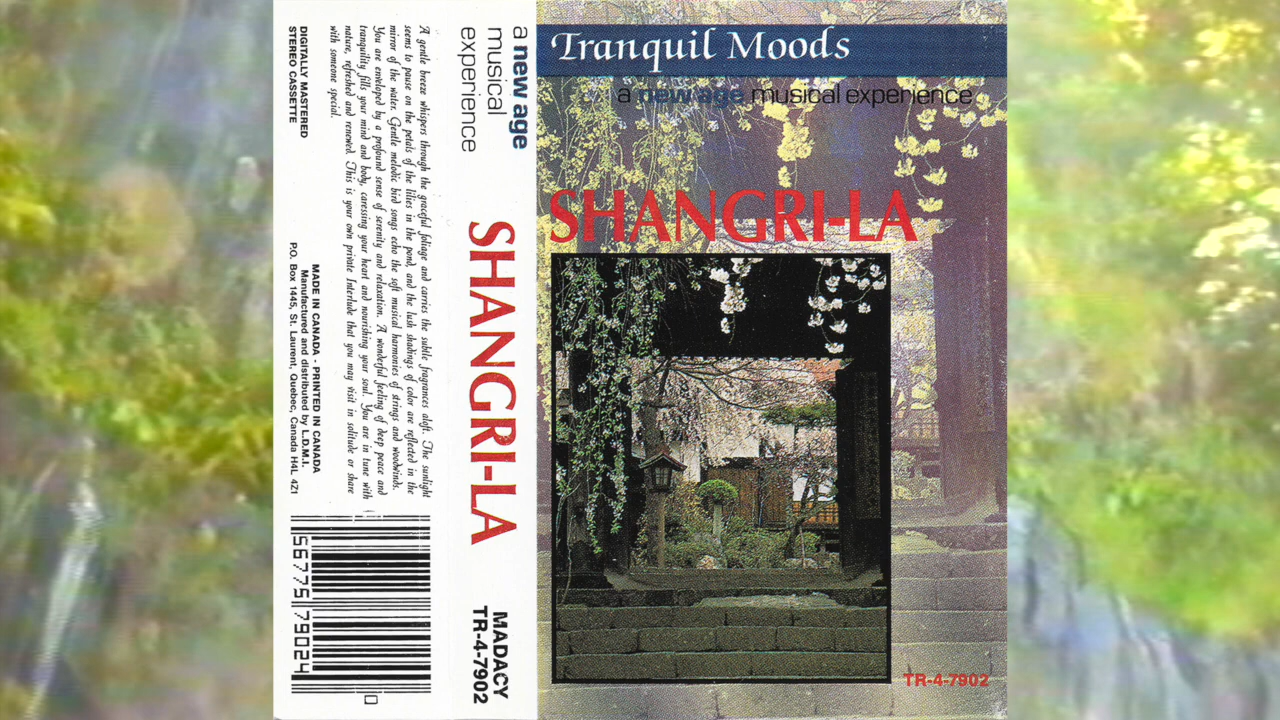 Tranquil Moods
a new age musical experience
SHANGRI-LA
TR-4-7902
a new age
musical
experience
SHANGRI-LA
MADACY
TR-4-7902
A gentle breeze whispers through the graceful foliage and carries the subtle fragrances aloft. The sunlight
seems to pause on the petals of the lilies in the pond, and the lush shadings of color are reflected in the
mirror of the water. Gentle melodic bird songs echo the soft musical harmonies of strings and woodwinds.
You are enveloped by a profound sense of serenity and relaxation. A wonderful feeling of deep peace and
tranquility fills your mind and body, caressing your heart and nourishing your soul. You are in tune with
nature, refreshed and renewed. This is your own private Interlude that you may visit in solitude or share
with someone special.
DIGITALLY MASTERED
STEREO CASSETTE
MADE IN CANADA - PRINTED IN CANADA
Manufactured and distributed by L.D.M.I.
P.O. Box 1445, St. Laurent, Quebec, Canada H4L 4Z1
56775 79024
0